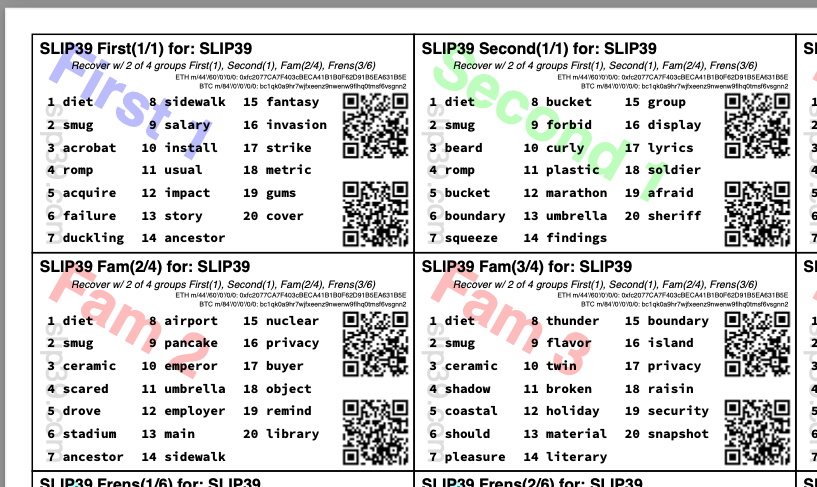 SLIP39 First(1/1) for: SLIP39
Recover w/ 2 of 4 groups First(1), Second(1), Fam(2/4), Frens(3/6)
ETH m/44'/60'/0'/0/0: 0xfc2077CA7F403cBECA41B1B0F62D91B5EA631B5E
BTC m/84'/0'/0'/0/0: bc1qk0a9hr7wjfxeenz9nwenw9flhq0tmsf6vsgnn2
1 diet 8 sidewalk 15 fantasy
2 smug 9 salary 16 invasion
3 acrobat 10 install 17 strike
4 romp 11 usual 18 metric
5 acquire 12 impact 19 gums
6 failure 13 story 20 cover
7 duckling 14 ancestor
First 1
slip39.com
SLIP39 Second(1/1) for: SLIP39
Recover w/ 2 of 4 groups First(1), Second(1), Fam(2/4), Frens(3/6)
ETH m/44'/60'/0'/0/0: 0xfc2077CA7F403cBECA41B1B0F62D91B5EA631B5E
BTC m/84'/0'/0'/0/0: bc1qk0a9hr7wjfxeenz9nwenw9flhq0tmsf6vsgnn2
1 diet 8 bucket 15 group
2 smug 9 forbid 16 display
3 beard 10 curly 17 lyrics
4 romp 11 plastic 18 soldier
5 bucket 12 marathon 19 afraid
6 boundary 13 umbrella 20 sheriff
7 squeeze 14 findings
Second 1
slip39.com
SLIP39 Fam(2/4) for: SLIP39
Recover w/ 2 of 4 groups First(1), Second(1), Fam(2/4), Frens(3/6)
ETH m/44'/60'/0'/0/0: 0xfc2077CA7F403cBECA41B1B0F62D91B5EA631B5E
BTC m/84'/0'/0'/0/0: bc1qk0a9hr7wjfxeenz9nwenw9flhq0tmsf6vsgnn2
1 diet 8 airport 15 nuclear
2 smug 9 pancake 16 privacy
3 ceramic 10 emperor 17 buyer
4 scared 11 umbrella 18 object
5 drove 12 employer 19 remind
6 stadium 13 main 20 library
7 ancestor 14 sidewalk
Fam 2
slip39.com
SLIP39 Fam(3/4) for: SLIP39
Recover w/ 2 of 4 groups First(1), Second(1), Fam(2/4), Frens(3/6)
ETH m/44'/60'/0'/0/0: 0xfc2077CA7F403cBECA41B1B0F62D91B5EA631B5E
BTC m/84'/0'/0'/0/0: bc1qk0a9hr7wjfxeenz9nwenw9flhq0tmsf6vsgnn2
1 diet 8 thunder 15 boundary
2 smug 9 flavor 16 island
3 ceramic 10 twin 17 privacy
4 shadow 11 broken 18 raisin
5 coastal 12 holiday 19 security
6 should 13 material 20 snapshot
7 pleasure 14 literary
Fam 3
slip39.com
SLIP39 Frens(1/6) for: SLIP39
SLIP39 Frens(2/6) for: SLIP39